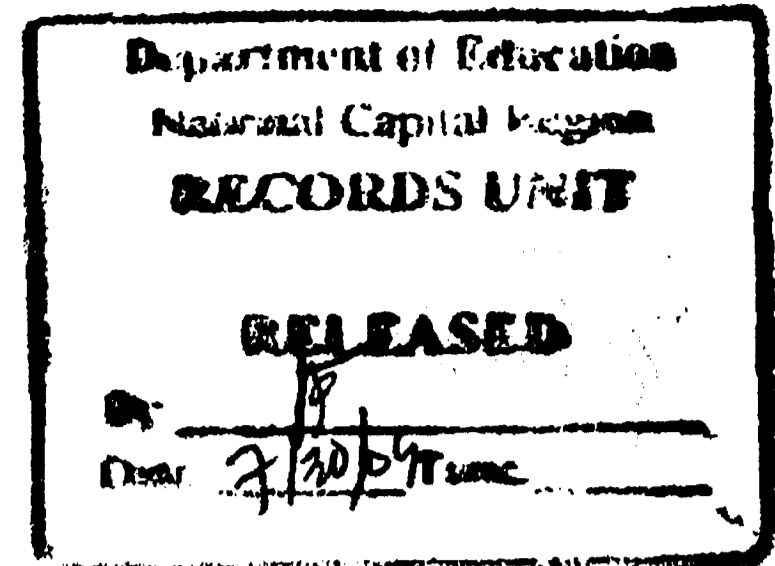 Department of Education
National Capital Region
RECORDS UNIT
RELEASED
By:
Date 7/30/09 Time